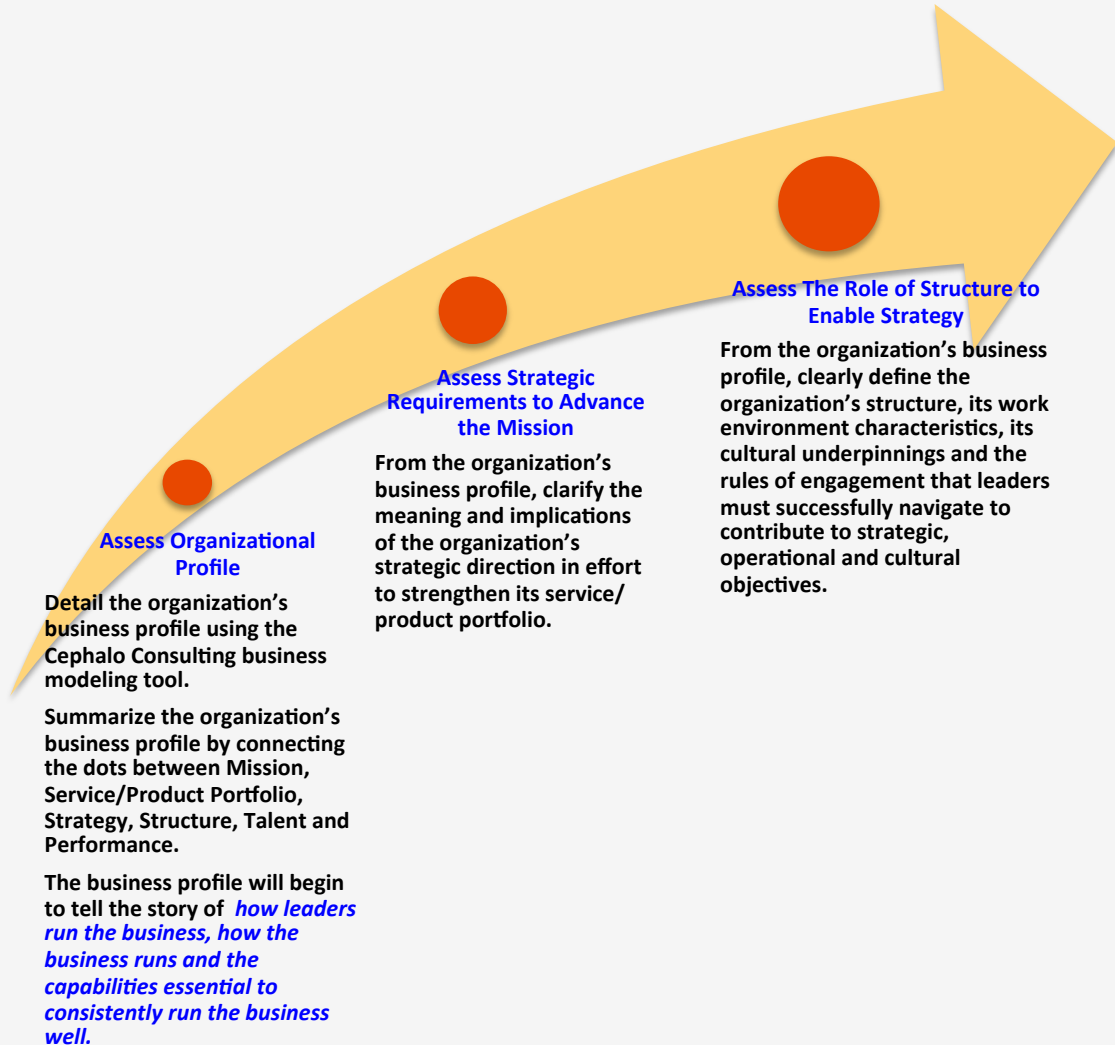 Assess Organizational
Profile
Detail the organization’s
business profile using the
Cephalo Consulting business
modeling tool.
Summarize the organization’s
business profile by connecting
the dots between Mission,
Service/Product Portfolio,
Strategy, Structure, Talent and
Performance.
The business profile will begin
to tell the story of how leaders
run the business, how the
business runs and the
capabilities essential to
consistently run the business
well.
Assess Strategic
Requirements to Advance
the Mission
From the organization’s
business profile, clarify the
meaning and implications
of the organization’s
strategic direction in effort
to strengthen its service/
product portfolio.
Assess The Role of Structure to
Enable Strategy
From the organization’s business
profile, clearly define the
organization’s structure, its work
environment characteristics, its
cultural underpinnings and the
rules of engagement that leaders
must successfully navigate to
contribute to strategic,
operational and cultural
objectives.